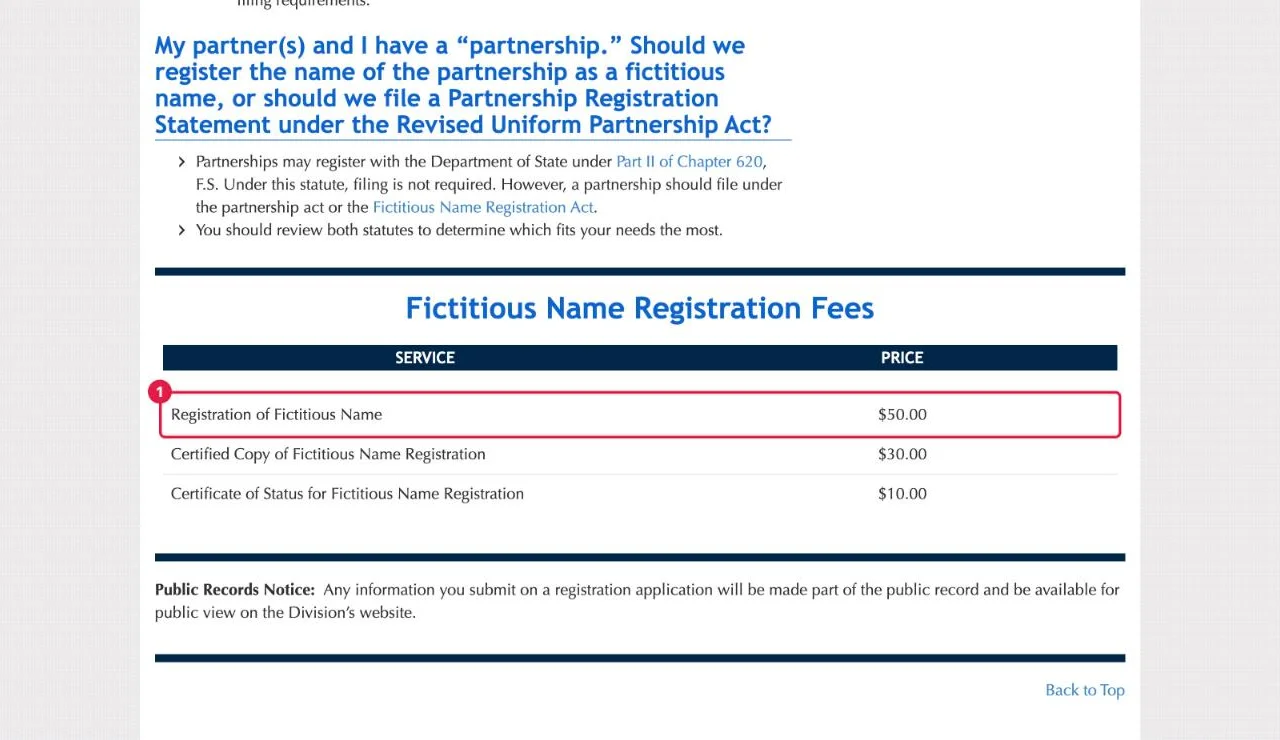 filing requirements.
My partner(s) and I have a “partnership.” Should we
register the name of the partnership as a fictitious
name, or should we file a Partnership Registration
Statement under the Revised Uniform Partnership Act?
Partnerships may register with the Department of State under Part II of Chapter 620,
F.S. Under this statute, filing is not required. However, a partnership should file under
the partnership act or the Fictitious Name Registration Act.
You should review both statutes to determine which fits your needs the most.
Fictitious Name Registration Fees
SERVICE PRICE
1
Registration of Fictitious Name $50.00
Certified Copy of Fictitious Name Registration $30.00
Certificate of Status for Fictitious Name Registration $10.00
Public Records Notice: Any information you submit on a registration application will be made part of the public record and be available for
public view on the Division’s website.
Back to Top